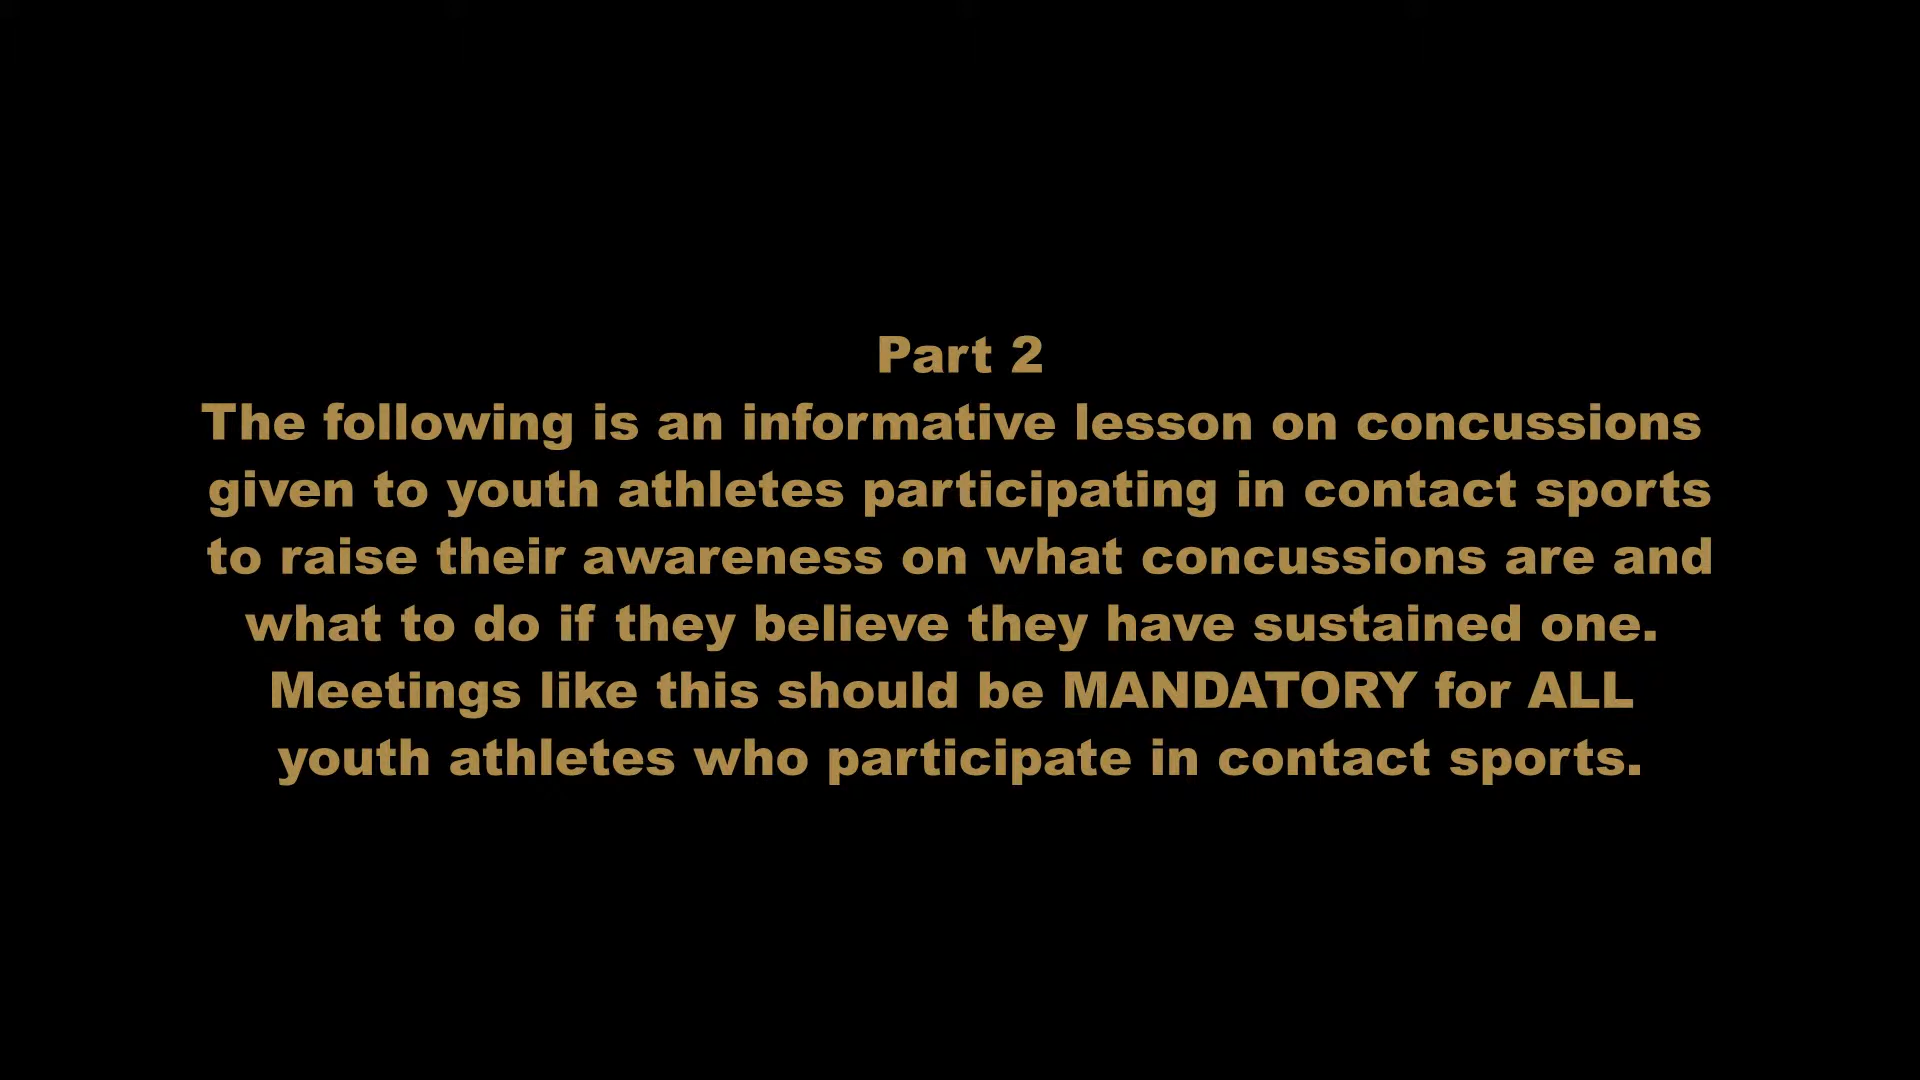 Part 2
The following is an informative lesson on concussions
given to youth athletes participating in contact sports
to raise their awareness on what concussions are and
what to do if they believe they have sustained one.
Meetings like this should be MANDATORY for ALL
youth athletes who participate in contact sports.